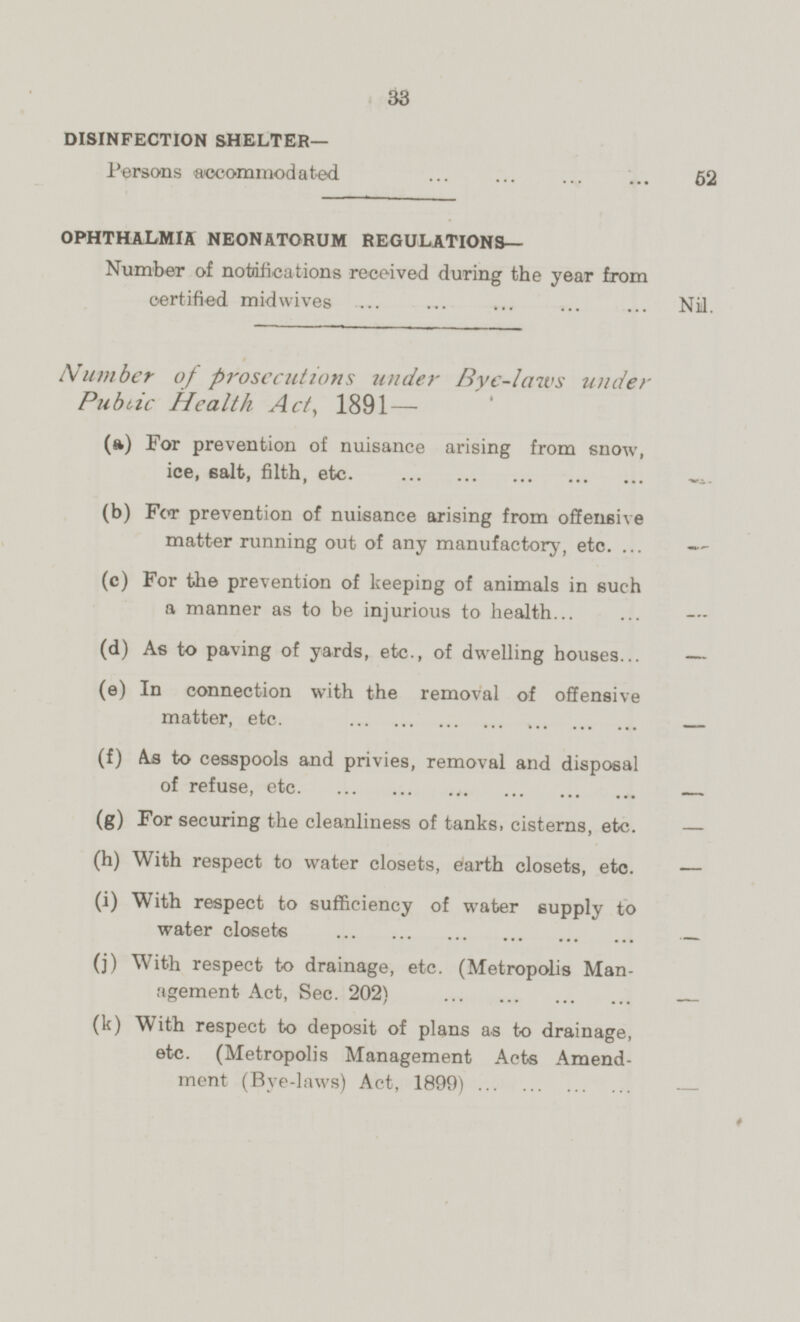 33
DISINFECTION SHELTER—
Persons accommodated ... ... ... ... 52
OPHTHALMIA NEONATORUM REGULATIONS—
Number of notifications received during the year from
certified midwives ... ... ... ... ... Nil.
Number of prosecutions under Bye-laws under
Public Health Act, 1891—
(a) For prevention of nuisance arising from snow,
ice, salt, filth, etc. ... ... ... ... ... —
(b) For prevention of nuisance arising from offensive
matter running out of any manufactory, etc. ... —
(c) For the prevention of keeping of animals in such
a manner as to be injurious to health... ... —
(d) As to paving of yards, etc., of dwelling houses... —
(e) In connection with the removal of offensive
matter, etc. ... ... ... ... ... ... ... —
(f) As to cesspools and privies, removal and disposal
of refuse, etc. ... ... ... ... ... ... —
(g) For securing the cleanliness of tanks, cisterns, etc. —
(h) With respect to water closets, earth closets, etc. —
(i) With respect to sufficiency of water supply to
water closets ... ... ... ... ... ... —
(j) With respect to drainage, etc. (Metropolis Man-
agement Act, Sec. 202) ... ... ... ... —
(k) With respect to deposit of plans as to drainage,
etc. (Metropolis Management Acts Amend-
ment (Bye-laws) Act, 1899) ... ... ... ... —